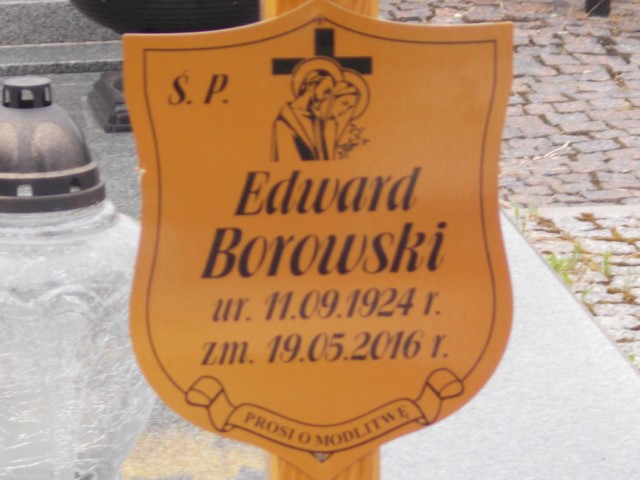 Ś. P.
Edward
Borowski
ur. 11.09.1924 r.
zm. 19.05.2016 r.
PROSI O MODLITWĘ